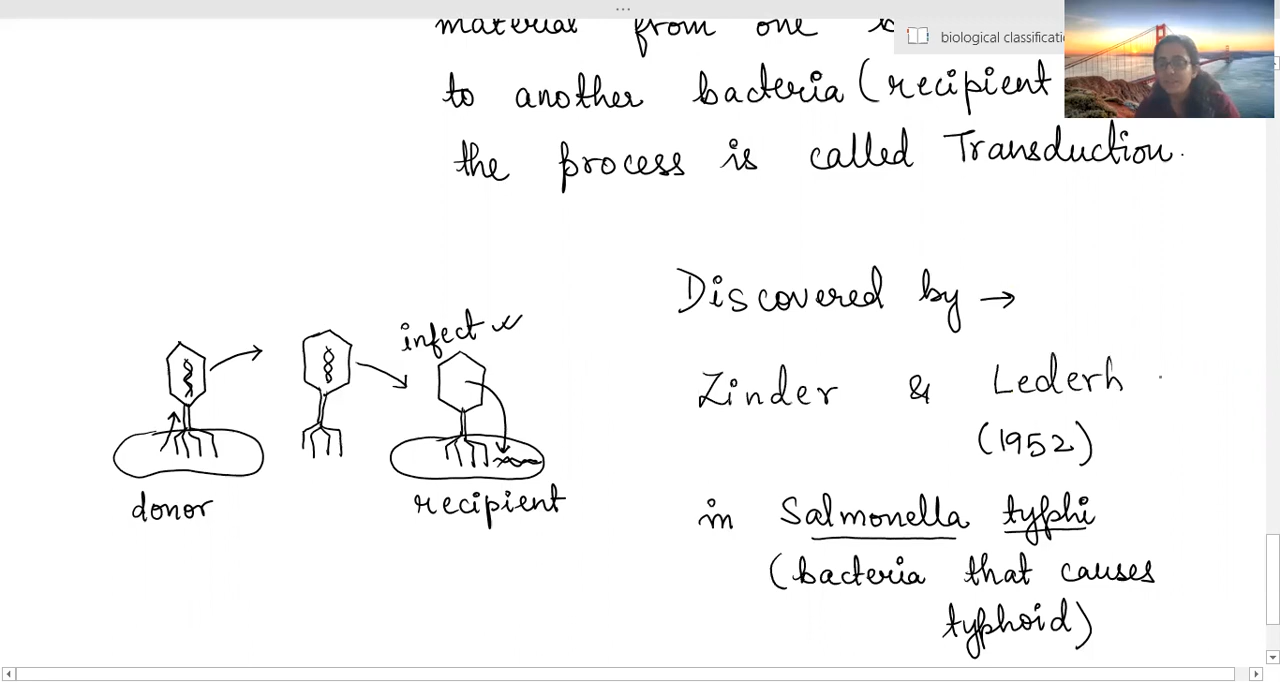 material from one
biological classificati
to another bacteria (recipient
the process is called Transduction.
Discovered by →
infect
Zinder & Lederh
(1952)
donor
recipient
in Salmonella typhi
(bacteria that causes
typhoid)